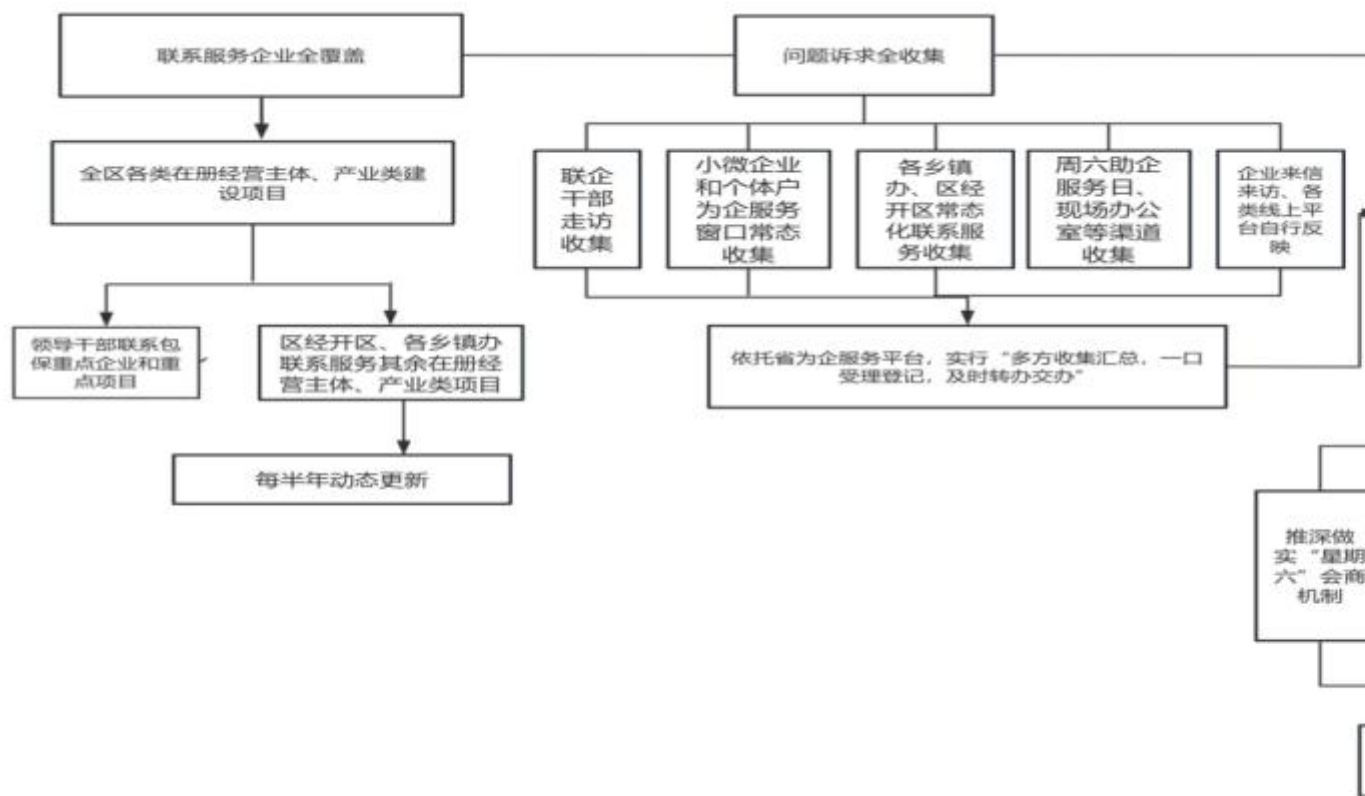 联系服务企业全覆盖
问题诉求全收集
全区各类在册经营主体、产业类建
设项目
联企
干部
走访
收集
小微企业
和个体户
为企服务
窗口常态
收集
各乡镇
办、区经
开区常态
化联系服
务收集
周六助企
服务日、
现场办公
室等渠道
收集
企业来信
来访、各
类线上平
台自行反
映
领导干部联系包
保重点企业和重
点项目
区经开区、各乡镇办
联系服务其余在册经
营主体、产业类项目
依托省为企服务平台，实行“多方收集汇总，一口
受理登记，及时转办交办”
每半年动态更新
推深做
实“星期
六”会商
机制